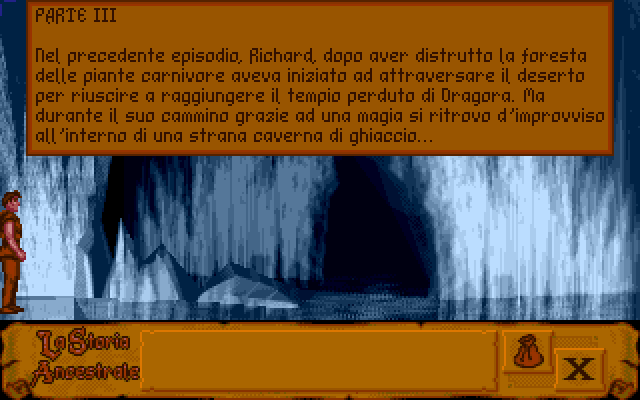 PARTE III
Nel precedente episodio, Richard, dopo aver distrutto la foresta
delle piante carnivore aveva iniziato ad attraversare il deserto
per riuscire a raggiungere il tempio perduto di Dragora. Ma
durante il suo cammino grazie ad una magia si ritrovo d'improvviso
all'interno di una strana caverna di ghiaccio...
La Storia
Ancestrale
X